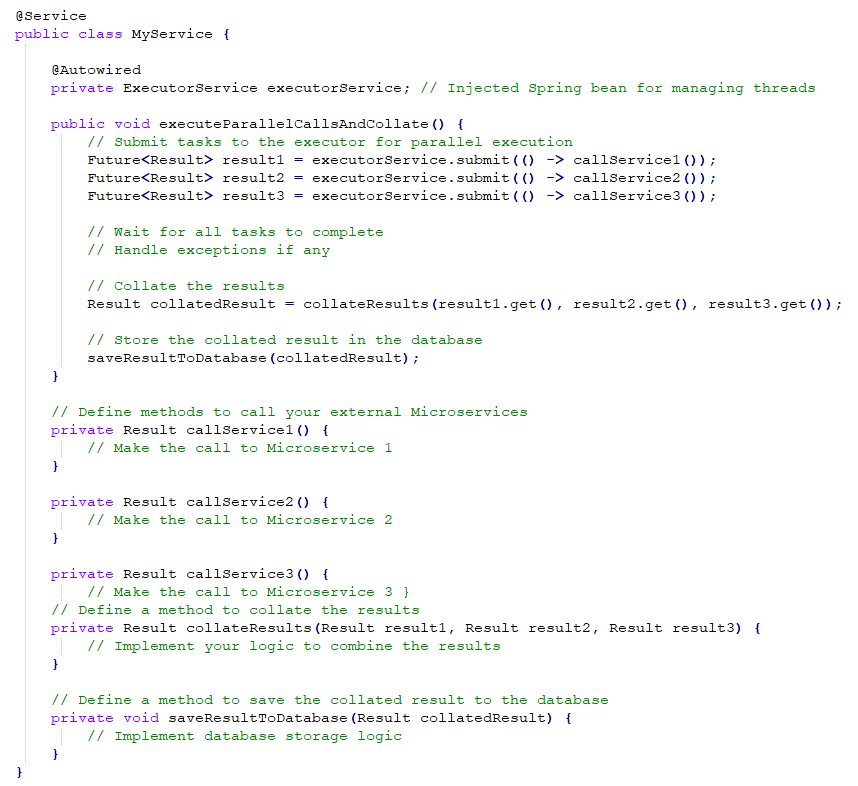 @Service
public class MyService {
@Autowired
private ExecutorService executorService; // Injected Spring bean for managing threads
public void executeParallelCallsAndCollate() {
// Submit tasks to the executor for parallel execution
Future<Result> result1 = executorService.submit(() -> callService1());
Future<Result> result2 = executorService.submit(() -> callService2());
Future<Result> result3 = executorService.submit(() -> callService3());
// Wait for all tasks to complete
// Handle exceptions if any
// Collate the results
Result collatedResult = collateResults(result1.get(), result2.get(), result3.get());
// Store the collated result in the database
saveResultToDatabase(collatedResult);
}
// Define methods to call your external Microservices
private Result callService1() {
// Make the call to Microservice 1
}
private Result callService2() {
// Make the call to Microservice 2
}
private Result callService3() {
// Make the call to Microservice 3 }
// Define a method to collate the results
private Result collateResults(Result result1, Result result2, Result result3) {
// Implement your logic to combine the results
}
// Define a method to save the collated result to the database
private void saveResultToDatabase(Result collatedResult) {
// Implement database storage logic
}
}